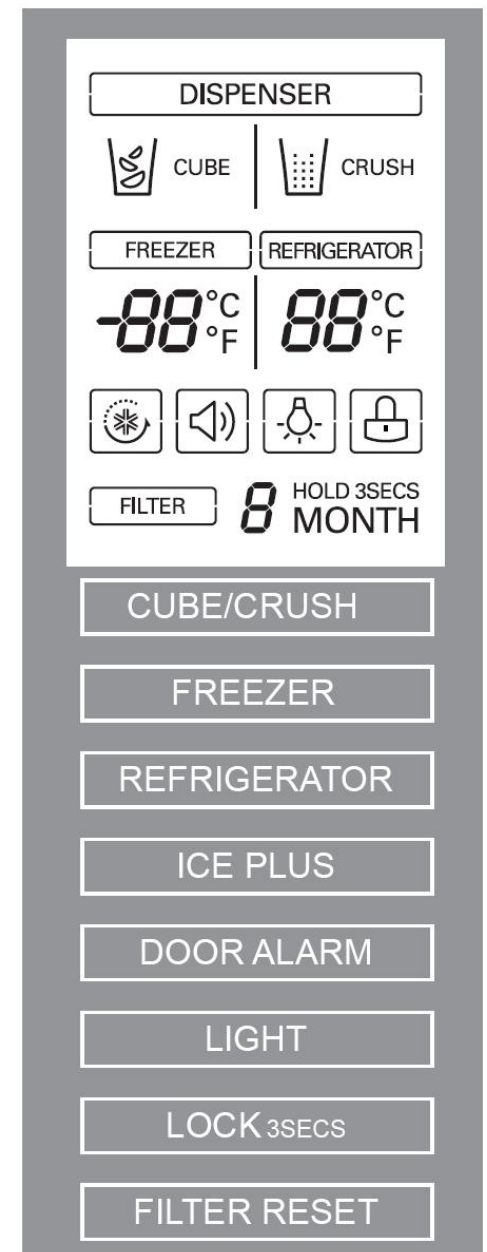 DISPENSER
CUBE CRUSH
FREEZER REFRIGERATOR
-88°C °F 88°C °F
FILTER 8 HOLD 3SECS MONTH
CUBE/CRUSH
FREEZER
REFRIGERATOR
ICE PLUS
DOOR ALARM
LIGHT
LOCK 3SECS
FILTER RESET